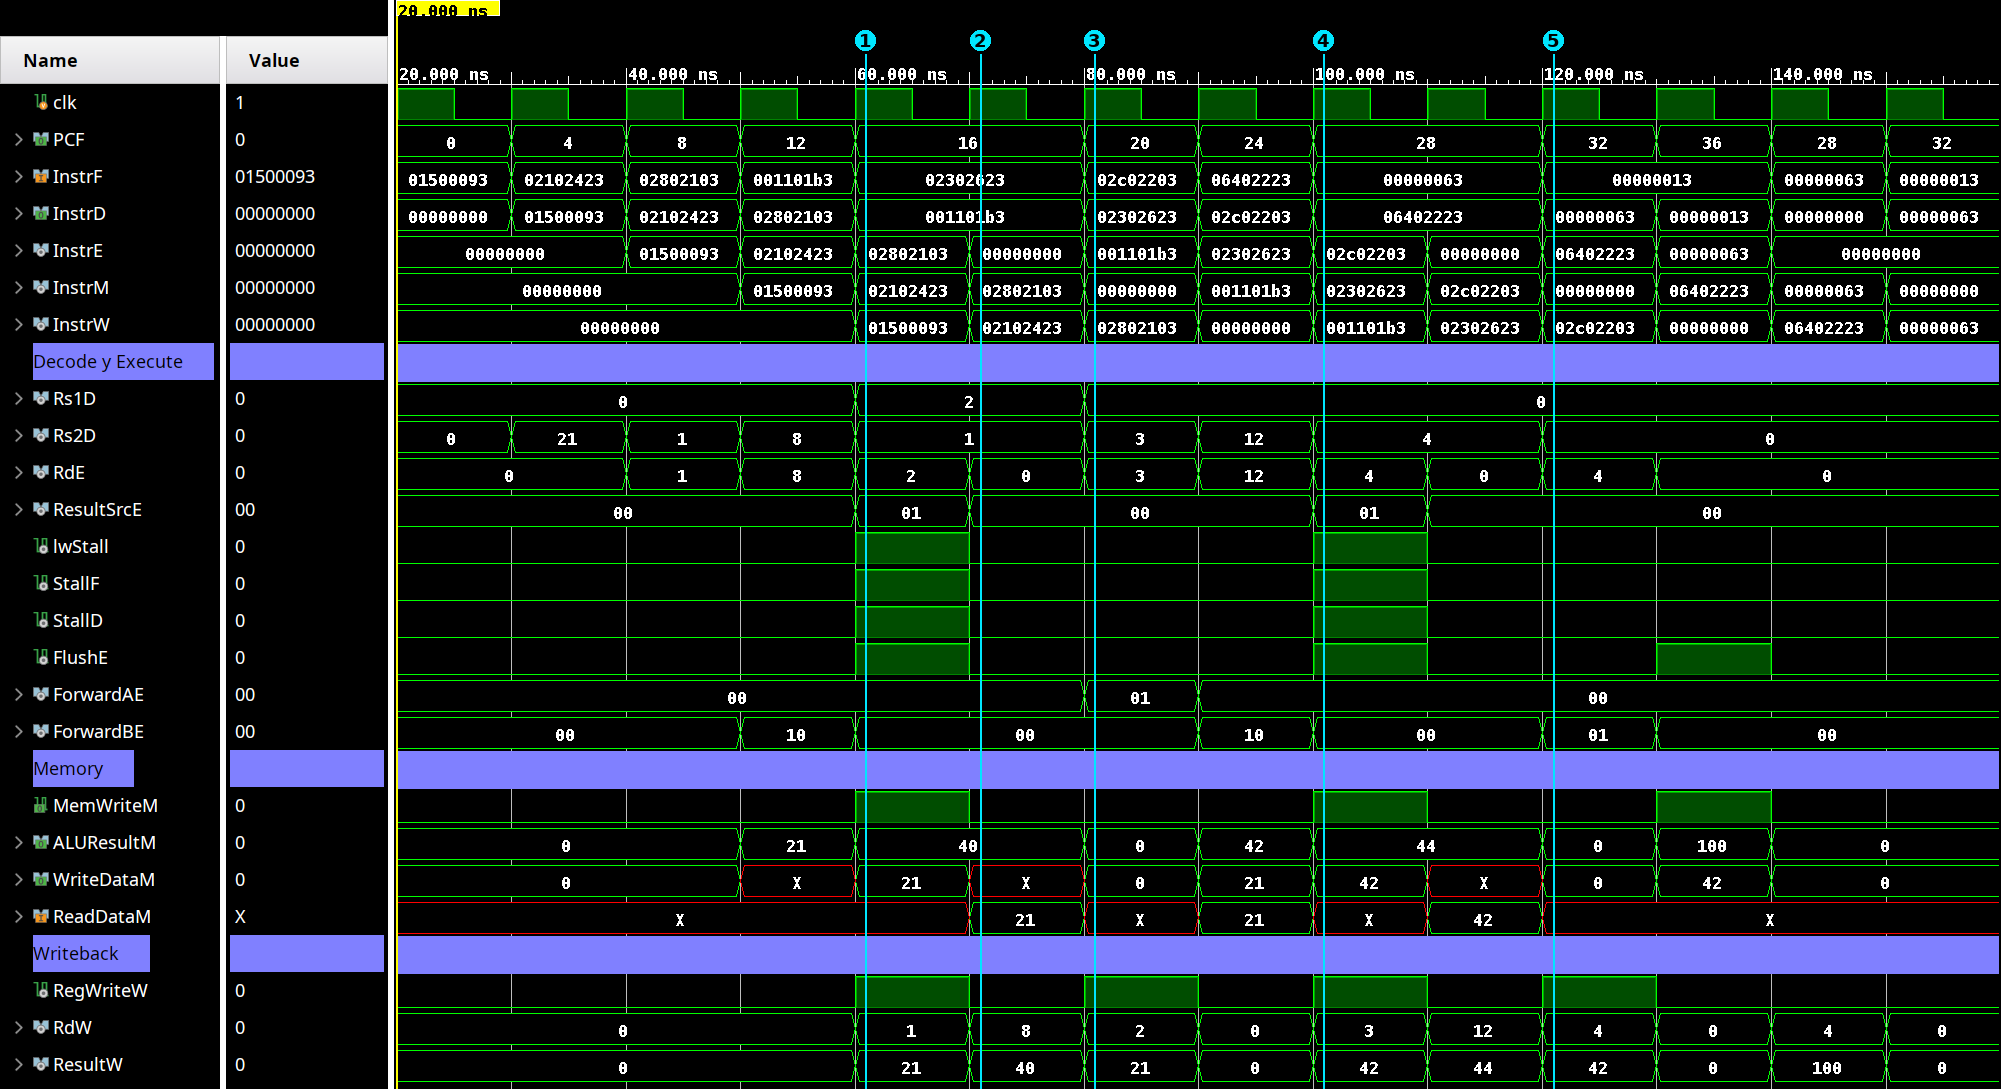 20.000 ns
1 2 3 4 5
Name Value
20.000 ns 40.000 ns 60.000 ns 80.000 ns 100.000 ns 120.000 ns 140.000 ns
clk 1
PCF 0 0 4 8 12 16 20 24 28 32 36 28 32
InstrF 01500093 01500093 02102423 02802103 001101b3 02302623 02c02203 06402223 00000063 00000013 00000063 00000013
InstrD 00000000 00000000 01500093 02102423 02802103 001101b3 02302623 02c02203 06402223 00000063 00000013 00000000 00000063
InstrE 00000000 00000000 01500093 02102423 02802103 00000000 001101b3 02302623 02c02203 00000000 06402223 00000063 00000000
InstrM 00000000 00000000 01500093 02102423 02802103 00000000 001101b3 02302623 02c02203 00000000 06402223 00000063 00000000
InstrW 00000000 00000000 01500093 02102423 02802103 00000000 001101b3 02302623 02c02203 00000000 06402223 00000063
Decode y Execute
Rs1D 0 0 2 0
Rs2D 0 0 21 1 8 1 3 12 4 0
RdE 0 0 1 8 2 0 3 12 4 0 4 0
ResultSrcE 00 00 01 00 01 00
lwStall 0
StallF 0
StallD 0
FlushE 0
ForwardAE 00 00 01 00
ForwardBE 00 00 10 00 10 00 01 00
Memory
MemWriteM 0
ALUResultM 0 0 21 40 0 42 44 0 100 0
WriteDataM 0 0 X 21 X 0 21 42 X 0 42 0
ReadDataM X X 21 X 21 X 42 X
Writeback
RegWriteW 0
RdW 0 0 1 8 2 0 3 12 4 0 4 0
ResultW 0 0 21 40 21 0 42 44 42 0 100 0